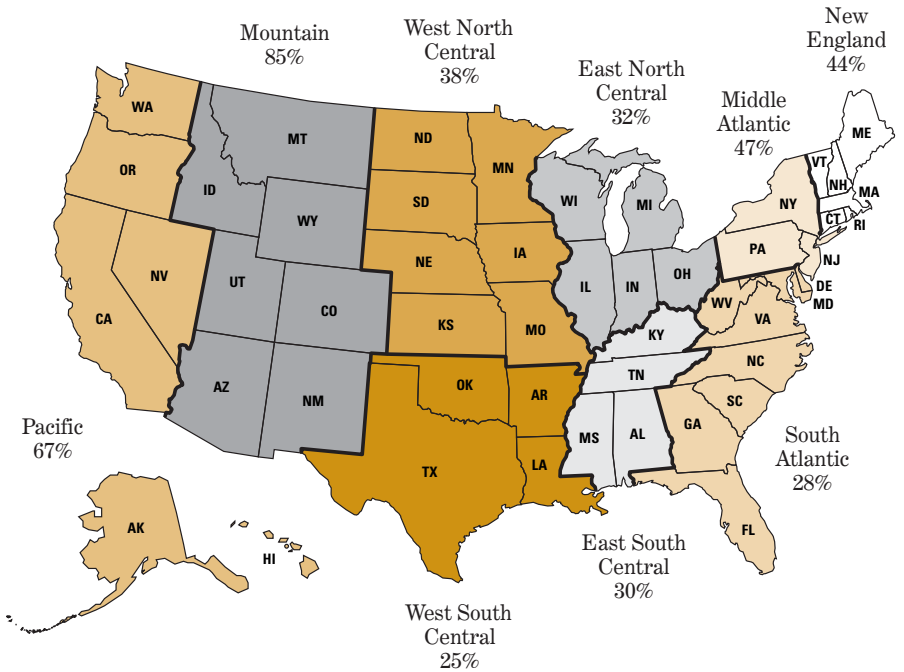 New
England
44%
West North
Central
38%
Mountain
85%
East North
Central
32%
Middle
Atlantic
47%
WA
MT
ND
MN
ME
VT
NH
MA
OR
ID
SD
WI
MI
NY
CT
RI
WY
IA
PA
NJ
NV
UT
NE
IL
IN
OH
DE
MD
WV
CA
CO
KS
MO
KY
VA
NC
TN
AZ
NM
OK
AR
SC
MS
AL
GA
Pacific
67%
TX
LA
South
Atlantic
28%
AK
HI
FL
East South
Central
30%
West South
Central
25%